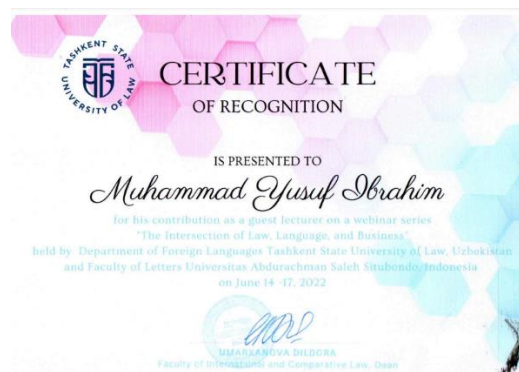 TASHKENT STATE
UNIVERSITY OF LAW
CERTIFICATE
OF RECOGNITION
IS PRESENTED TO
Muhammad Yusuf Ibrahim
for his contribution as a guest lecturer on a webinar series
"The Intersection of Law, Language, and Business"
held by Department of Foreign Languages Tashkent State University of Law, Uzbekistan
and Faculty of Letters Universitas Abdurachman Saleh Situbondo, Indonesia
on June 14 -17, 2022
UMARXANOVA DILDORA
Faculty of International and Comparative Law, Dean